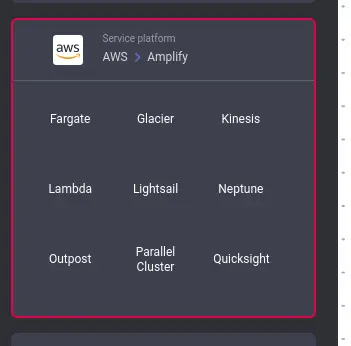 aws
Service platform
AWS > Amplify
Fargate Glacier Kinesis
Lambda Lightsail Neptune
Outpost Parallel Cluster Quicksight